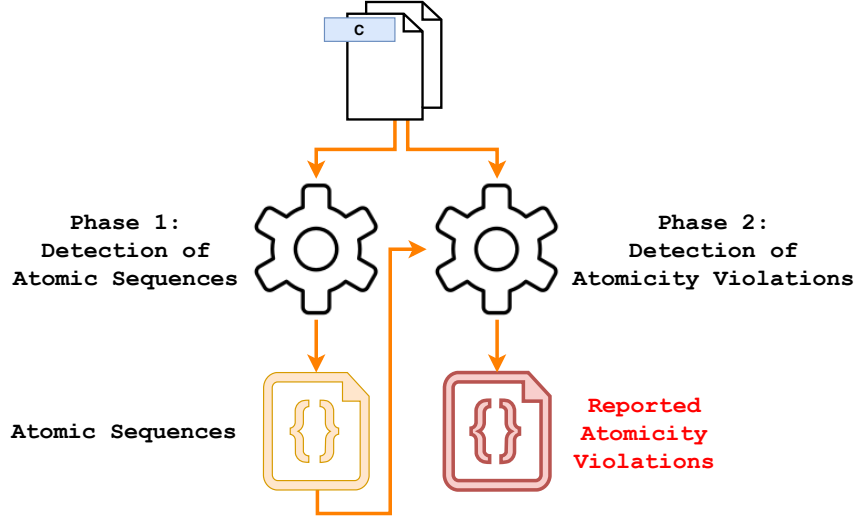 C
Phase 1:
Detection of
Atomic Sequences
Phase 2:
Detection of
Atomicity Violations
Atomic Sequences
{}
{}
Reported
Atomicity
Violations